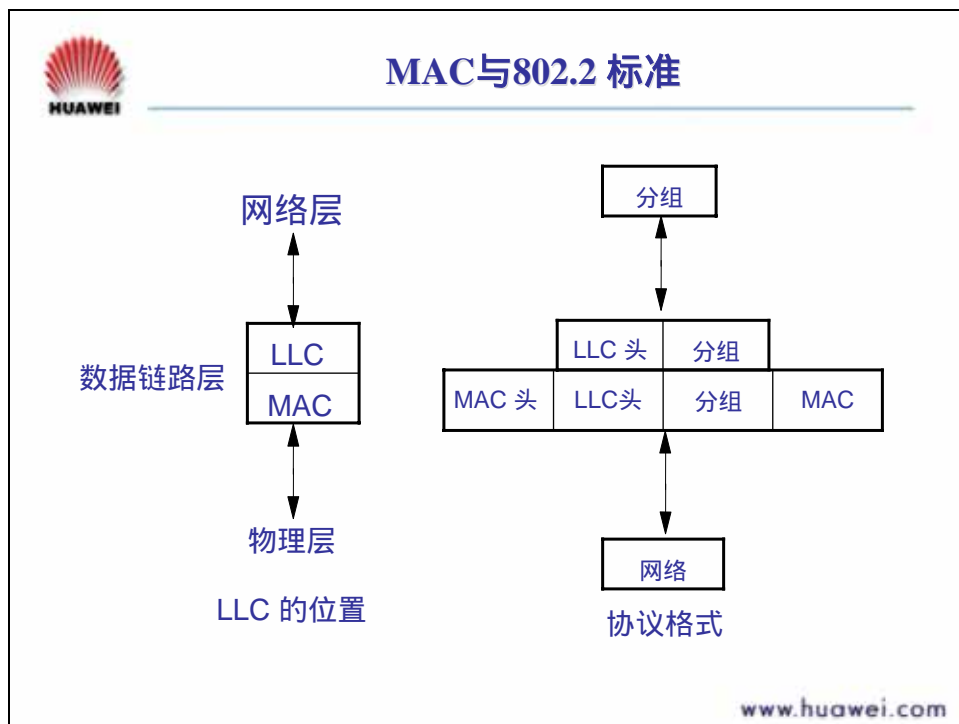 MAC与802.2 标准
HUAWEI
网络层
LLC
MAC
数据链路层
物理层
LLC 的位置
分组
LLC 头 分组
MAC 头 LLC头 分组 MAC
网络
协议格式
www.huawei.com